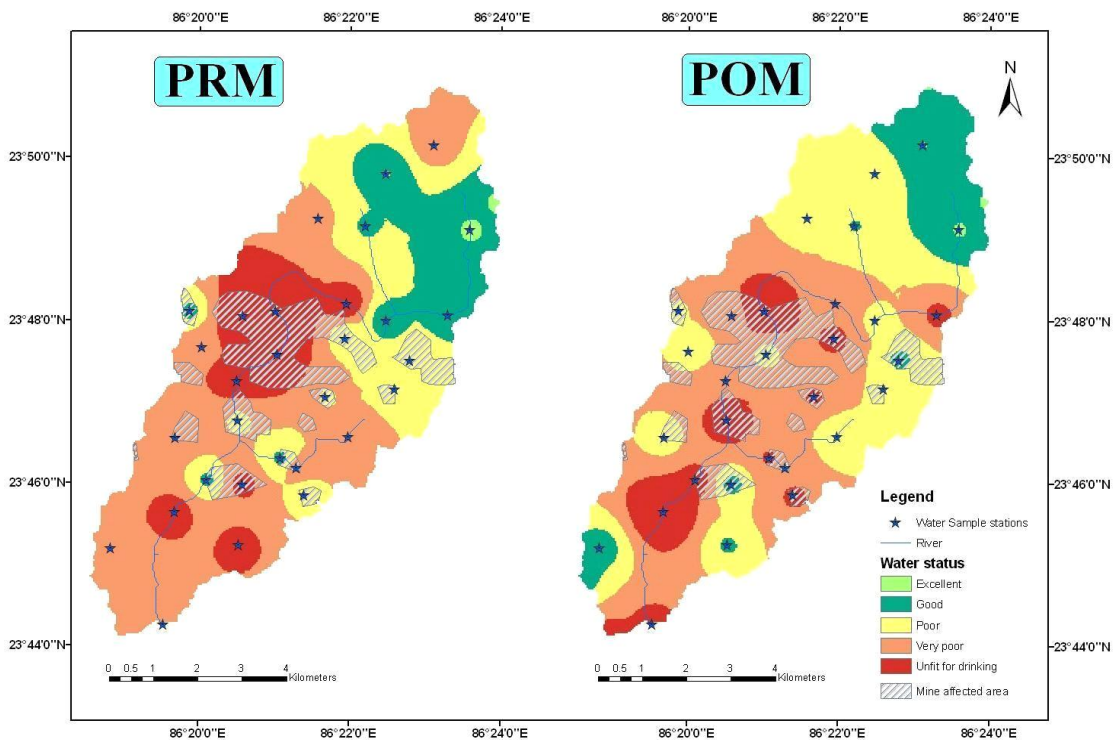 86°20'0"E 86°22'0"E 86°24'0"E 86°20'0"E 86°22'0"E 86°24'0"E
PRM
POM
N
23°50'0"N
23°48'0"N
23°46'0"N
23°44'0"N
23°50'0"N
23°48'0"N
23°46'0"N
23°44'0"N
0 0.5 1 2 3 4
Kilometers
0 0.5 1 2 3 4
Kilometers
Legend
Water Sample stations
River
Water status
Excellent
Good
Poor
Very poor
Unfit for drinking
Mine affected area
86°20'0"E 86°22'0"E 86°24'0"E 86°20'0"E 86°22'0"E 86°24'0"E